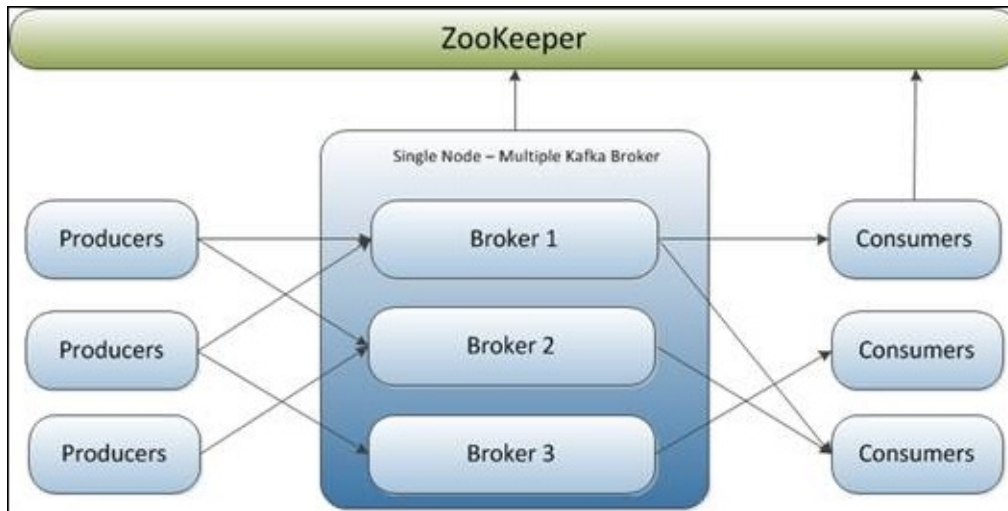 ZooKeeper
Single Node – Multiple Kafka Broker
Producers
Broker 1
Consumers
Producers
Broker 2
Consumers
Producers
Broker 3
Consumers